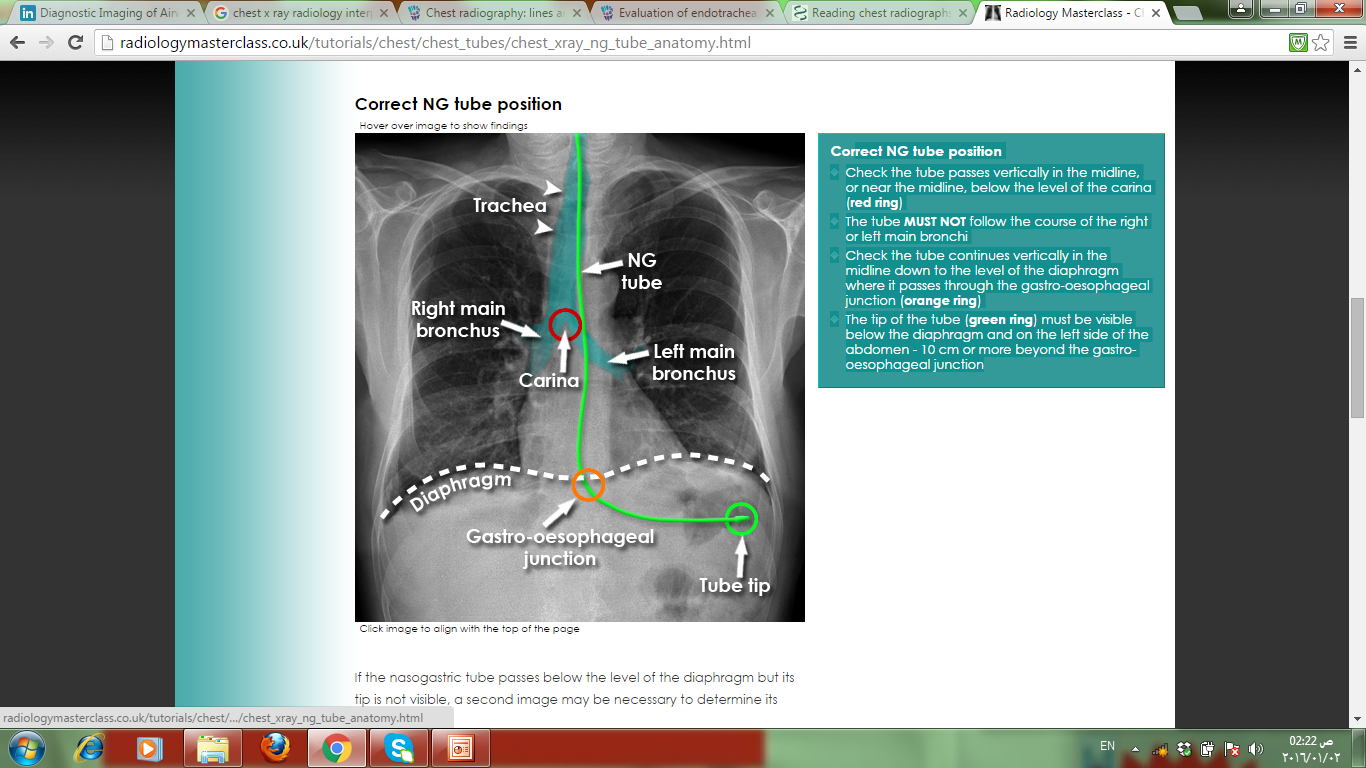 Diagnostic Imaging of Airw
chest x ray radiology inter
Chest radiography: lines a
Evaluation of endotrachea
Reading chest radiographs
Radiology Masterclass - Ch
radiologymasterclass.co.uk/tutorials/chest/chest_tubes/chest_xray_ng_tube_anatomy.html
Correct NG tube position
Hover over image to show findings
Trachea
NG
tube
Right main
bronchus
Left main
bronchus
Carina
Diaphragm
Gastro-oesophageal
junction
Tube tip
Click image to align with the top of the page
Correct NG tube position
Check the tube passes vertically in the midline,
or near the midline, below the level of the carina
(red ring)
The tube MUST NOT follow the course of the right
or left main bronchi
Check the tube continues vertically in the
midline down to the level of the diaphragm
where it passes through the gastro-oesophageal
junction (orange ring)
The tip of the tube (green ring) must be visible
below the diaphragm and on the left side of the
abdomen - 10 cm or more beyond the gastro-
oesophageal junction
If the nasogastric tube passes below the level of the diaphragm but its
tip is not visible, a second image may be necessary to determine its
radiologymasterclass.co.uk/tutorials/chest/.../chest_xray_ng_tube_anatomy.html
EN
02:22 ص
٢٠١٦/٠١/٠٢